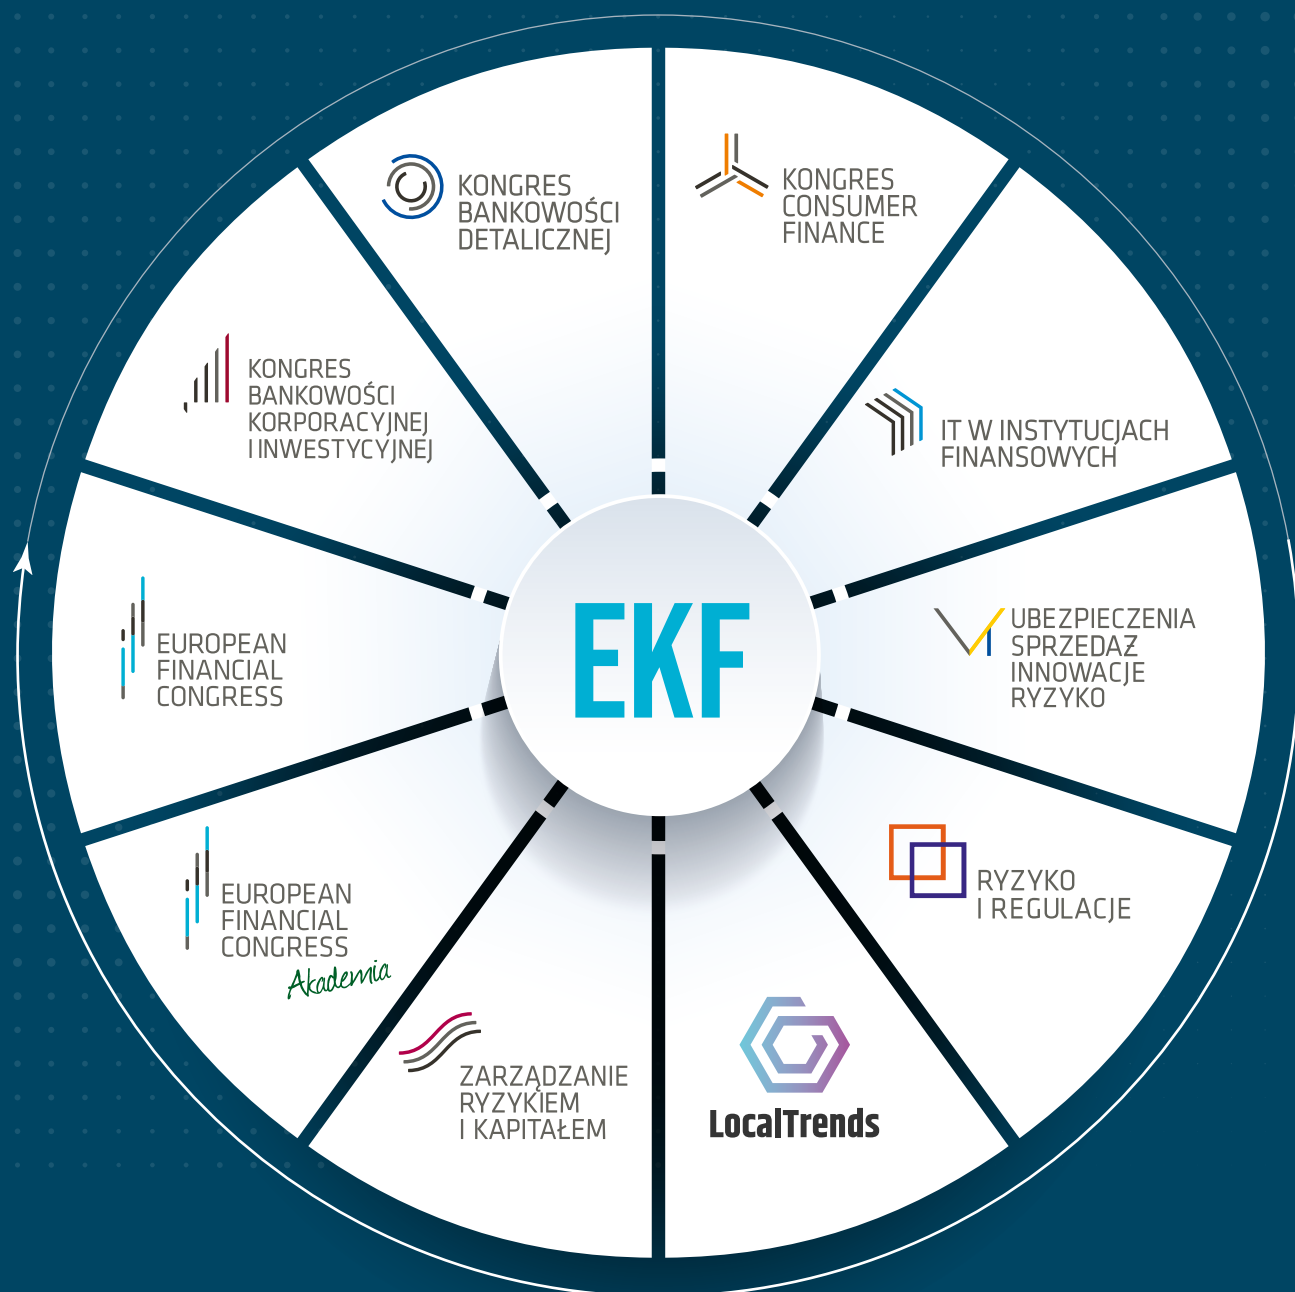 KONGRES
BANKOWOŚCI
DETALICZNEJ
KONGRES
CONSUMER
FINANCE
KONGRES
BANKOWOŚCI
KORPORACYJNEJ
I INWESTYCYJNEJ
IT W INSTYTUCJACH
FINANSOWYCH
EUROPEAN
FINANCIAL
CONGRESS
EKF
UBEZPIECZENIA
SPRZEDAŻ
INNOWACJE
RYZYKO
EUROPEAN
FINANCIAL
CONGRESS
Akademia
RYZYKO
I REGULACJE
ZARZĄDZANIE
RYZYKIEM
I KAPITAŁEM
LocalTrends